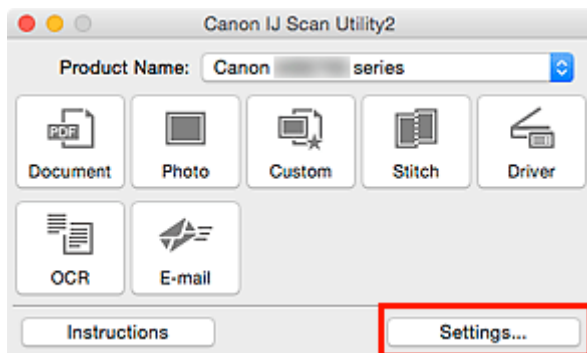 Canon IJ Scan Utility2
Product Name: Canon series
PDF
Document Photo Custom Stitch Driver
OCR E-mail
Instructions Settings...